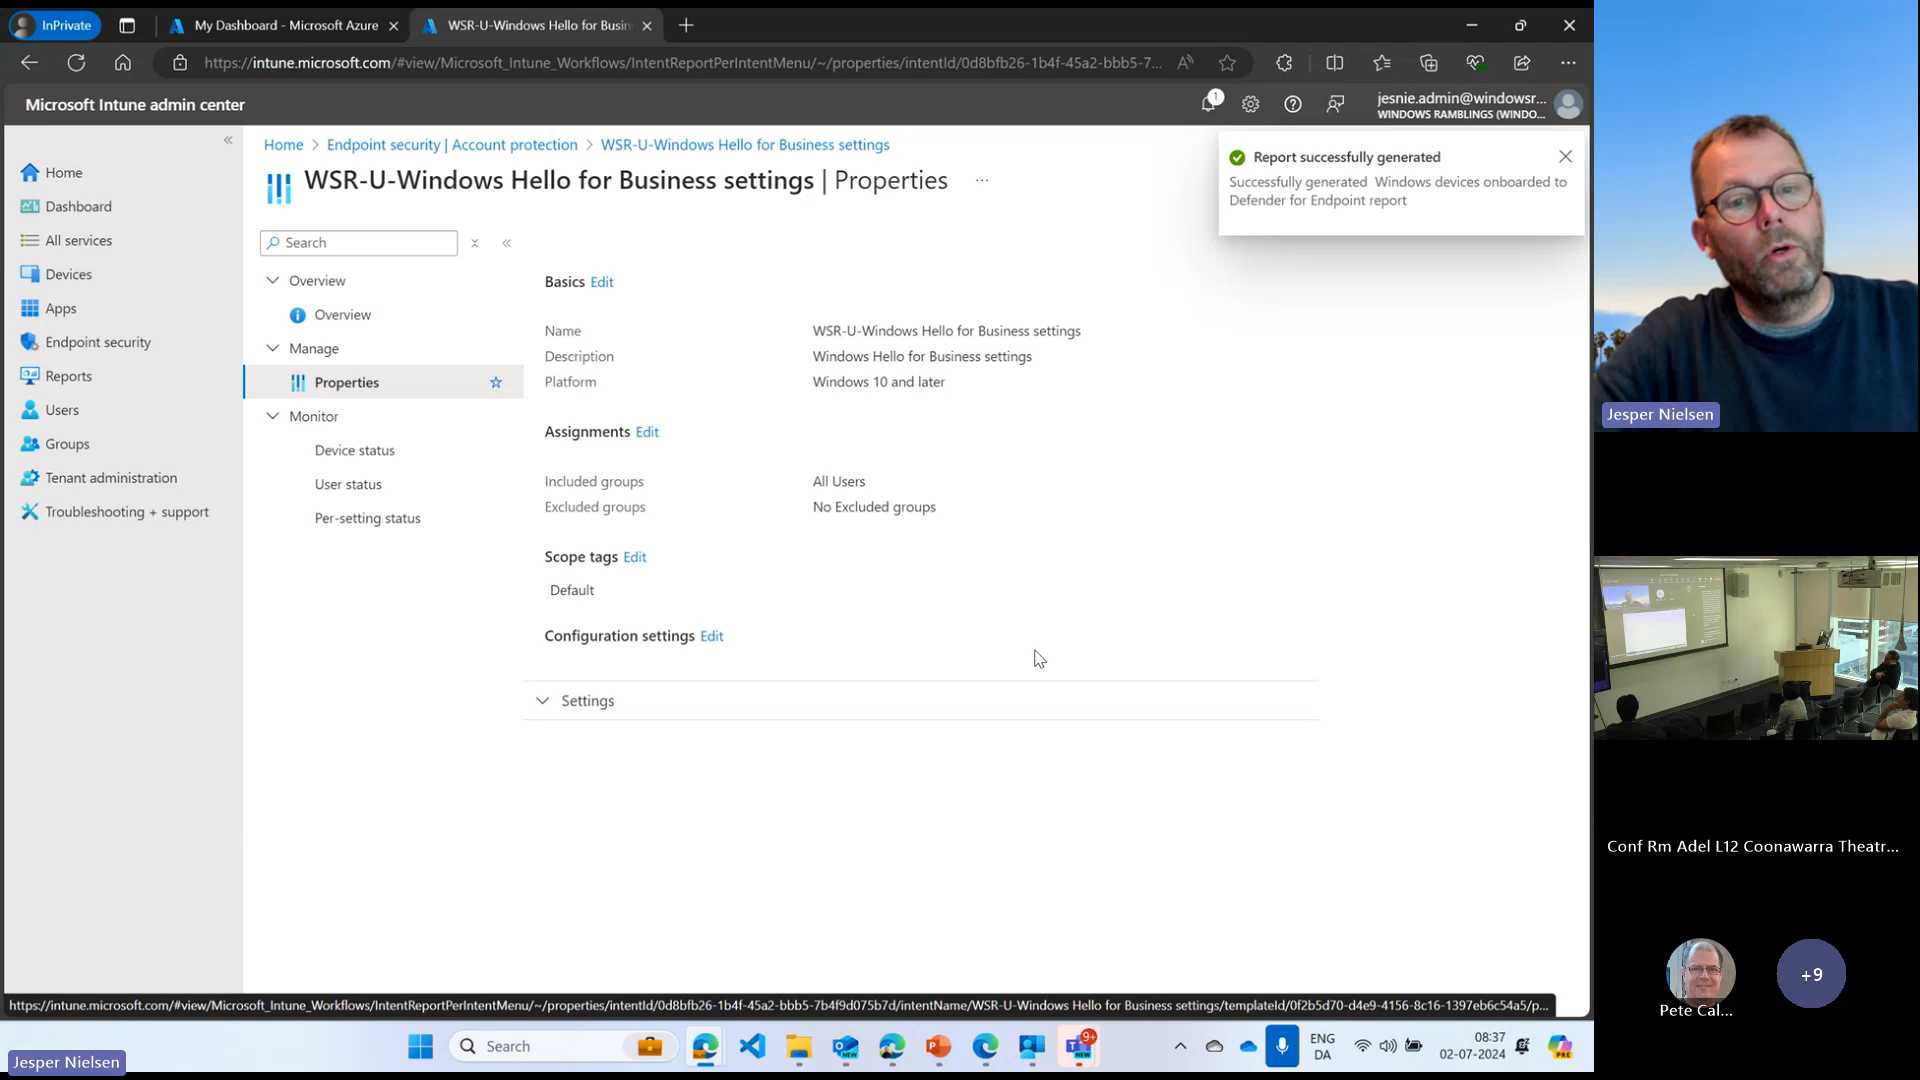 InPrivate
My Dashboard - Microsoft Azure
WSR-U-Windows Hello for Busin
https://intune.microsoft.com/#view/Microsoft_Intune_Workflows/IntentReportPerIntentMenu/~/properties/intentId/0d8bfb26-1b4f-45a2-bbb5-7...
Microsoft Intune admin center
1
jesnie.admin@windowsr...
WINDOWS RAMBLINGS (WINDO...
Home
Dashboard
All services
Devices
Apps
Endpoint security
Reports
Users
Groups
Tenant administration
Troubleshooting + support
Home > Endpoint security | Account protection > WSR-U-Windows Hello for Business settings
WSR-U-Windows Hello for Business settings | Properties ...
Search
Overview
Overview
Manage
Properties
Monitor
Device status
User status
Per-setting status
Basics Edit
Name WSR-U-Windows Hello for Business settings
Description Windows Hello for Business settings
Platform Windows 10 and later
Assignments Edit
Included groups All Users
Excluded groups No Excluded groups
Scope tags Edit
Default
Configuration settings Edit
Settings
Report successfully generated
Successfully generated Windows devices onboarded to
Defender for Endpoint report
https://intune.microsoft.com/#view/Microsoft_Intune_Workflows/IntentReportPerIntentMenu/~/properties/intentId/0d8bfb26-1b4f-45a2-bbb5-7b4f9d075b7d/intentName/WSR-U-Windows Hello for Business settings/templateId/0f2b5d70-d4e9-4156-8c16-1397eb6c54a5/p...
Search
NEW
NEW
9+
ENG
DA
08:37
02-07-2024
PRE
Jesper Nielsen
Jesper Nielsen
Conf Rm Adel L12 Coonawarra Theatr...
Pete Cal...
+9